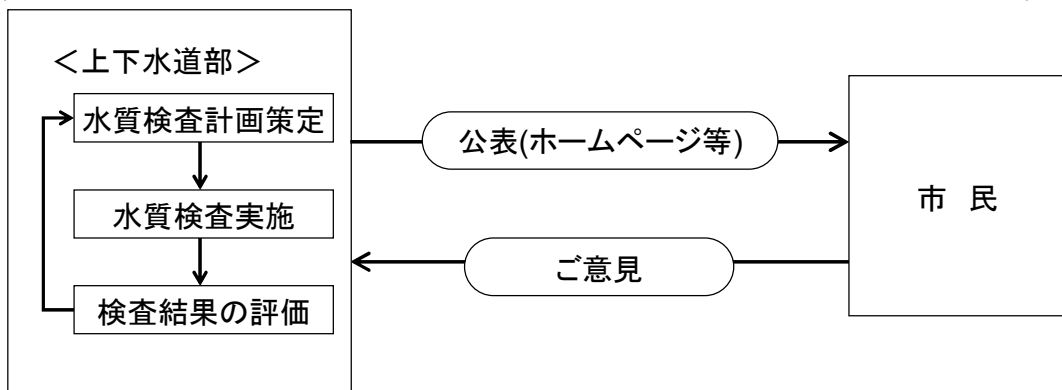 ＜上下水道部＞
水質検査計画策定
水質検査実施
検査結果の評価
公表(ホームページ等)
ご意見
市　民